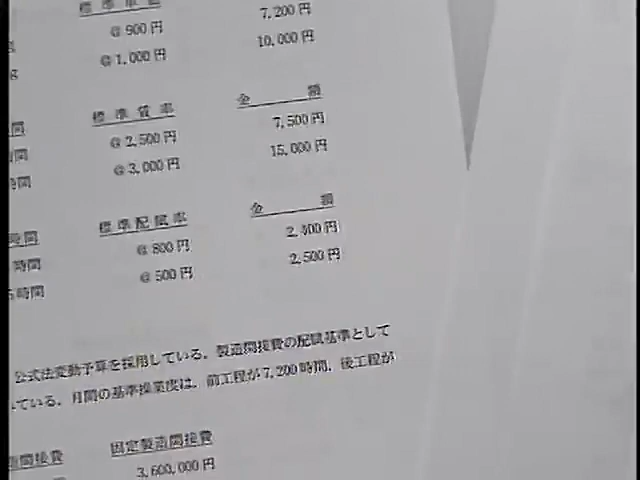 標準単価
@900円 7,200円
g @1,000円 10,000円
間 標準賃率 金額
時間 @2,500円 7,500円
時間 @3,000円 15,000円
時間 標準配賦率 金額
時間 @800円 2,400円
時間 @500円 2,500円
公式法変動予算を採用している。製造間接費の配賦基準として
ている。月間の基準操業度は、前工程が7,200時間、後工程が
間接費 固定製造間接費
3,600,000円